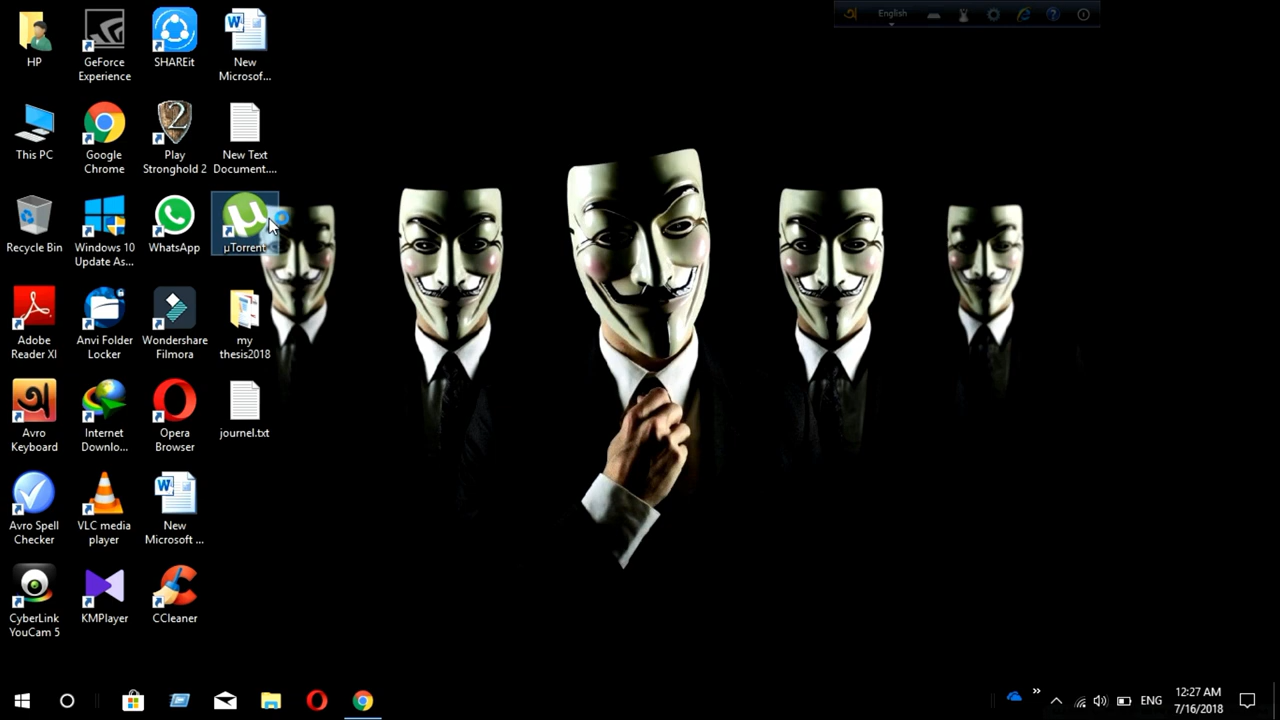 অ English
HP
GeForce
Experience
SHAREit
New
Microsof...
This PC
Google
Chrome
2
Play
Stronghold 2
New Text
Document....
Recycle Bin
Windows 10
Update As...
WhatsApp
µ
µTorrent
Adobe
Reader XI
Anvi Folder
Locker
Wondershare
Filmora
my
thesis2018
অ
Avro
Keyboard
Internet
Downlo...
Opera
Browser
journel.txt
Avro Spell
Checker
VLC media
player
New
Microsoft ...
CyberLink
YouCam 5
KMPlayer
CCleaner
ENG
12:27 AM
7/16/2018